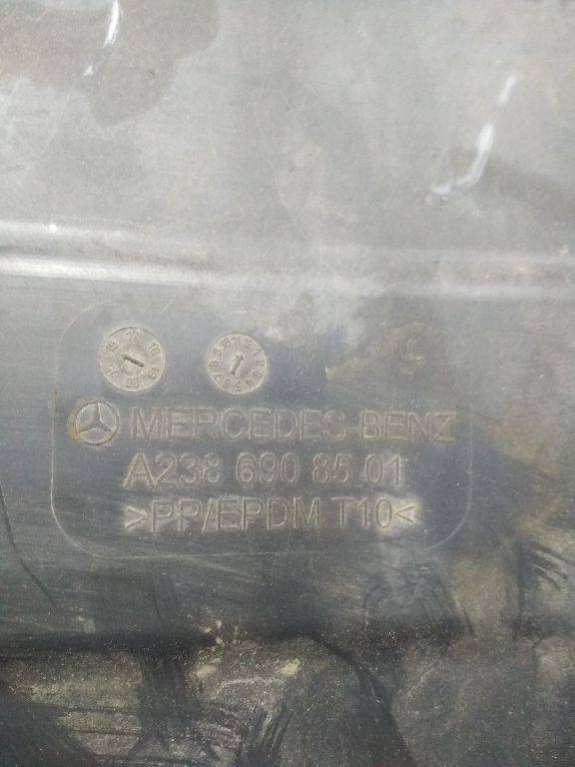 MERCEDES-BENZ
A238 690 85 01
>PP/EPDM T10<